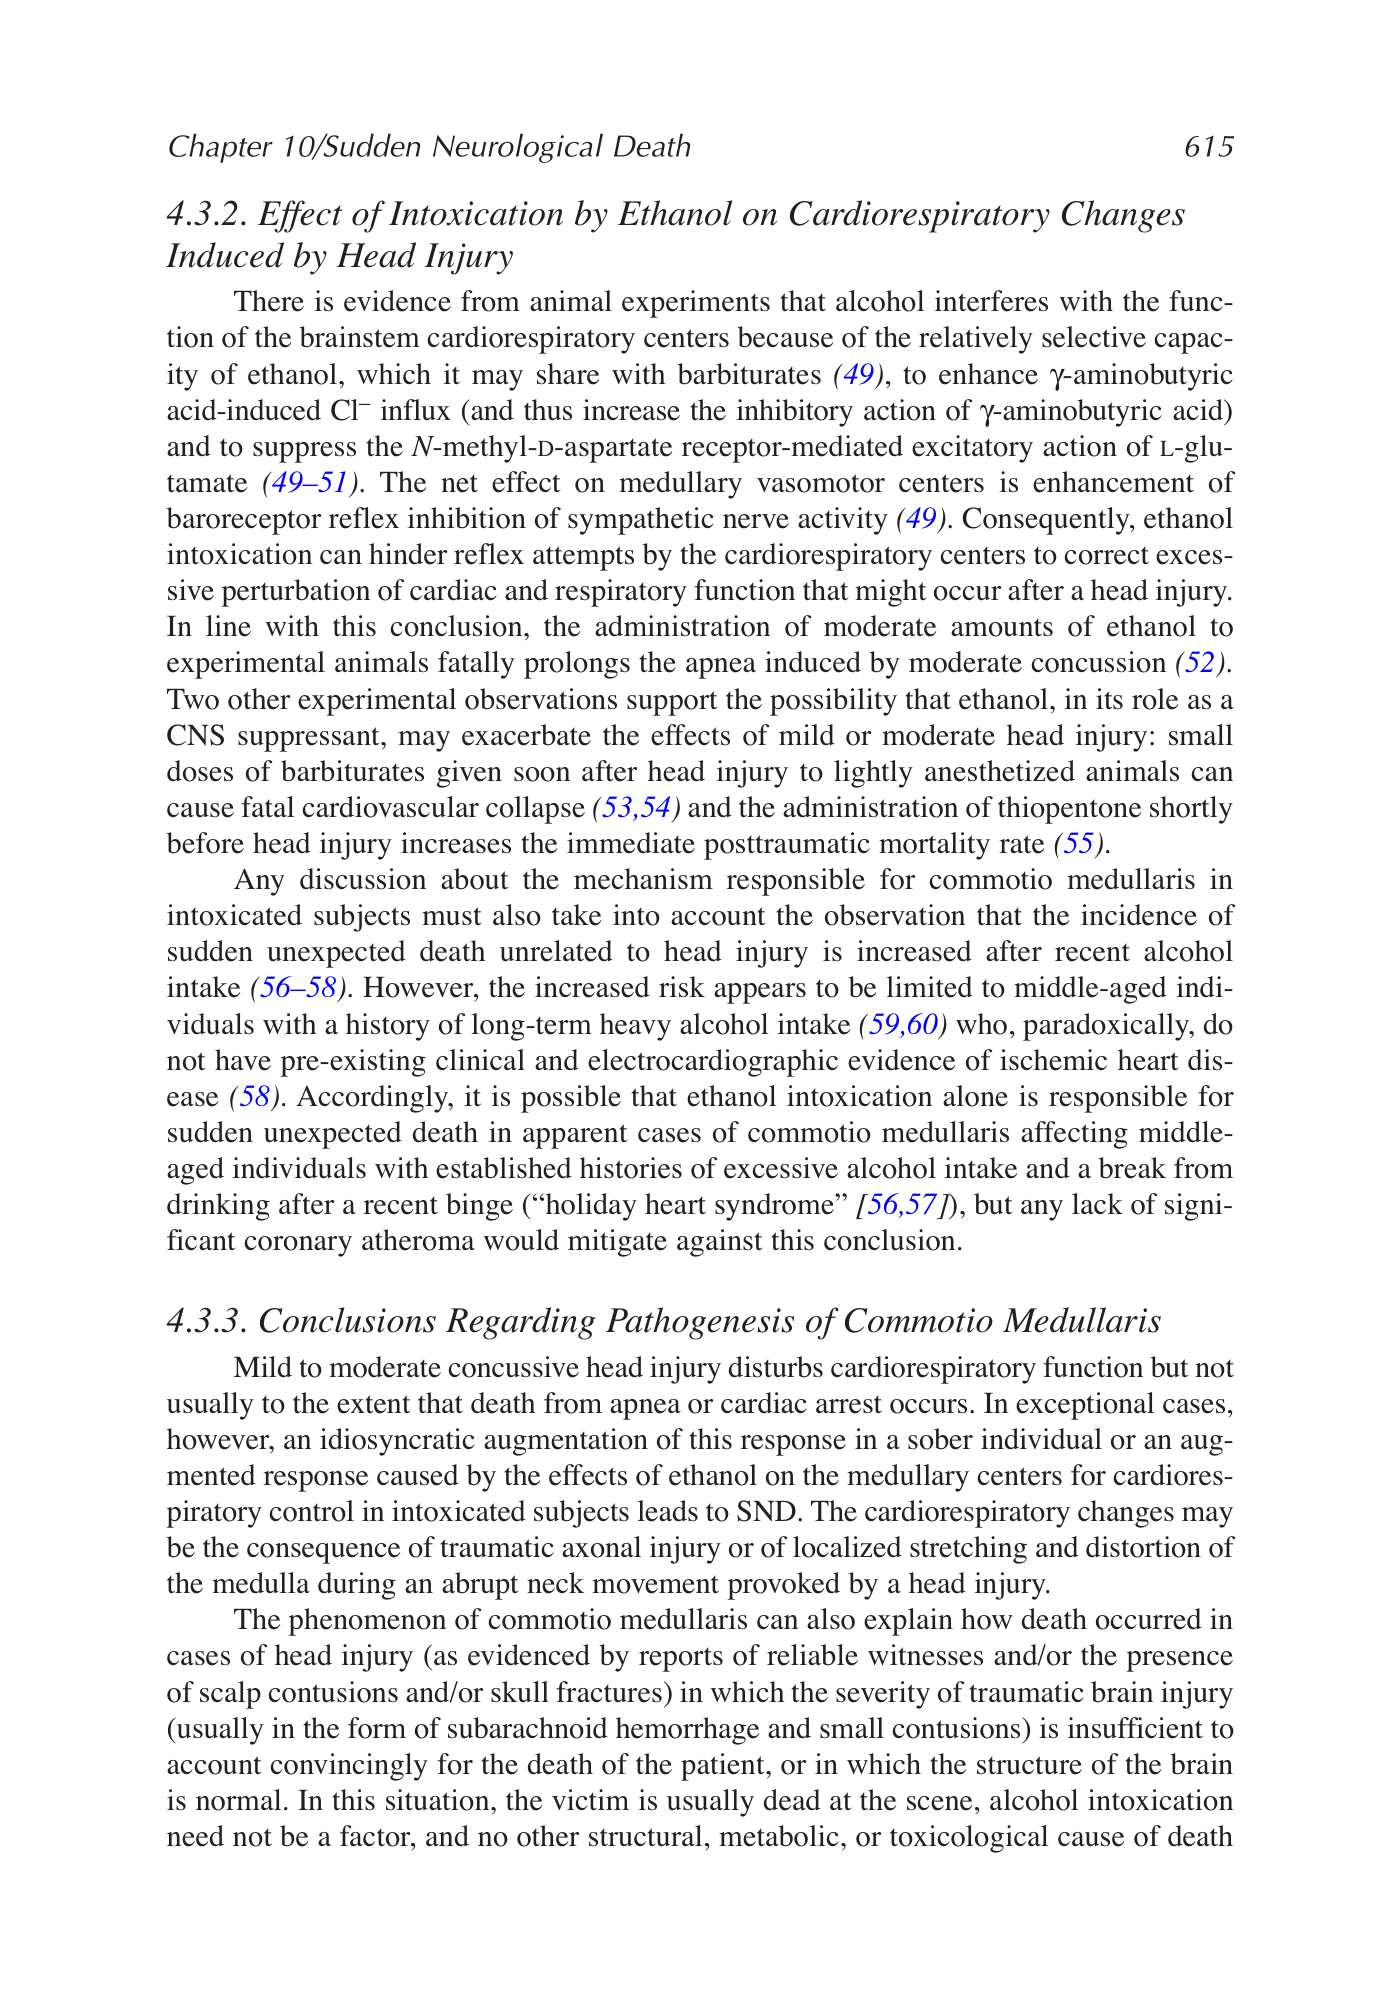 Chapter 10/Sudden Neurological Death 615
4.3.2. Effect of Intoxication by Ethanol on Cardiorespiratory Changes
Induced by Head Injury
There is evidence from animal experiments that alcohol interferes with the func-
tion of the brainstem cardiorespiratory centers because of the relatively selective capac-
ity of ethanol, which it may share with barbiturates (49), to enhance γ-aminobutyric
acid-induced Cl⁻ influx (and thus increase the inhibitory action of γ-aminobutyric acid)
and to suppress the N-methyl-D-aspartate receptor-mediated excitatory action of L-glu-
tamate (49–51). The net effect on medullary vasomotor centers is enhancement of
baroreceptor reflex inhibition of sympathetic nerve activity (49). Consequently, ethanol
intoxication can hinder reflex attempts by the cardiorespiratory centers to correct exces-
sive perturbation of cardiac and respiratory function that might occur after a head injury.
In line with this conclusion, the administration of moderate amounts of ethanol to
experimental animals fatally prolongs the apnea induced by moderate concussion (52).
Two other experimental observations support the possibility that ethanol, in its role as a
CNS suppressant, may exacerbate the effects of mild or moderate head injury: small
doses of barbiturates given soon after head injury to lightly anesthetized animals can
cause fatal cardiovascular collapse (53,54) and the administration of thiopentone shortly
before head injury increases the immediate posttraumatic mortality rate (55).
Any discussion about the mechanism responsible for commotio medullaris in
intoxicated subjects must also take into account the observation that the incidence of
sudden unexpected death unrelated to head injury is increased after recent alcohol
intake (56–58). However, the increased risk appears to be limited to middle-aged indi-
viduals with a history of long-term heavy alcohol intake (59,60) who, paradoxically, do
not have pre-existing clinical and electrocardiographic evidence of ischemic heart dis-
ease (58). Accordingly, it is possible that ethanol intoxication alone is responsible for
sudden unexpected death in apparent cases of commotio medullaris affecting middle-
aged individuals with established histories of excessive alcohol intake and a break from
drinking after a recent binge (“holiday heart syndrome” [56,57]), but any lack of signi-
ficant coronary atheroma would mitigate against this conclusion.
4.3.3. Conclusions Regarding Pathogenesis of Commotio Medullaris
Mild to moderate concussive head injury disturbs cardiorespiratory function but not
usually to the extent that death from apnea or cardiac arrest occurs. In exceptional cases,
however, an idiosyncratic augmentation of this response in a sober individual or an aug-
mented response caused by the effects of ethanol on the medullary centers for cardiores-
piratory control in intoxicated subjects leads to SND. The cardiorespiratory changes may
be the consequence of traumatic axonal injury or of localized stretching and distortion of
the medulla during an abrupt neck movement provoked by a head injury.
The phenomenon of commotio medullaris can also explain how death occurred in
cases of head injury (as evidenced by reports of reliable witnesses and/or the presence
of scalp contusions and/or skull fractures) in which the severity of traumatic brain injury
(usually in the form of subarachnoid hemorrhage and small contusions) is insufficient to
account convincingly for the death of the patient, or in which the structure of the brain
is normal. In this situation, the victim is usually dead at the scene, alcohol intoxication
need not be a factor, and no other structural, metabolic, or toxicological cause of death